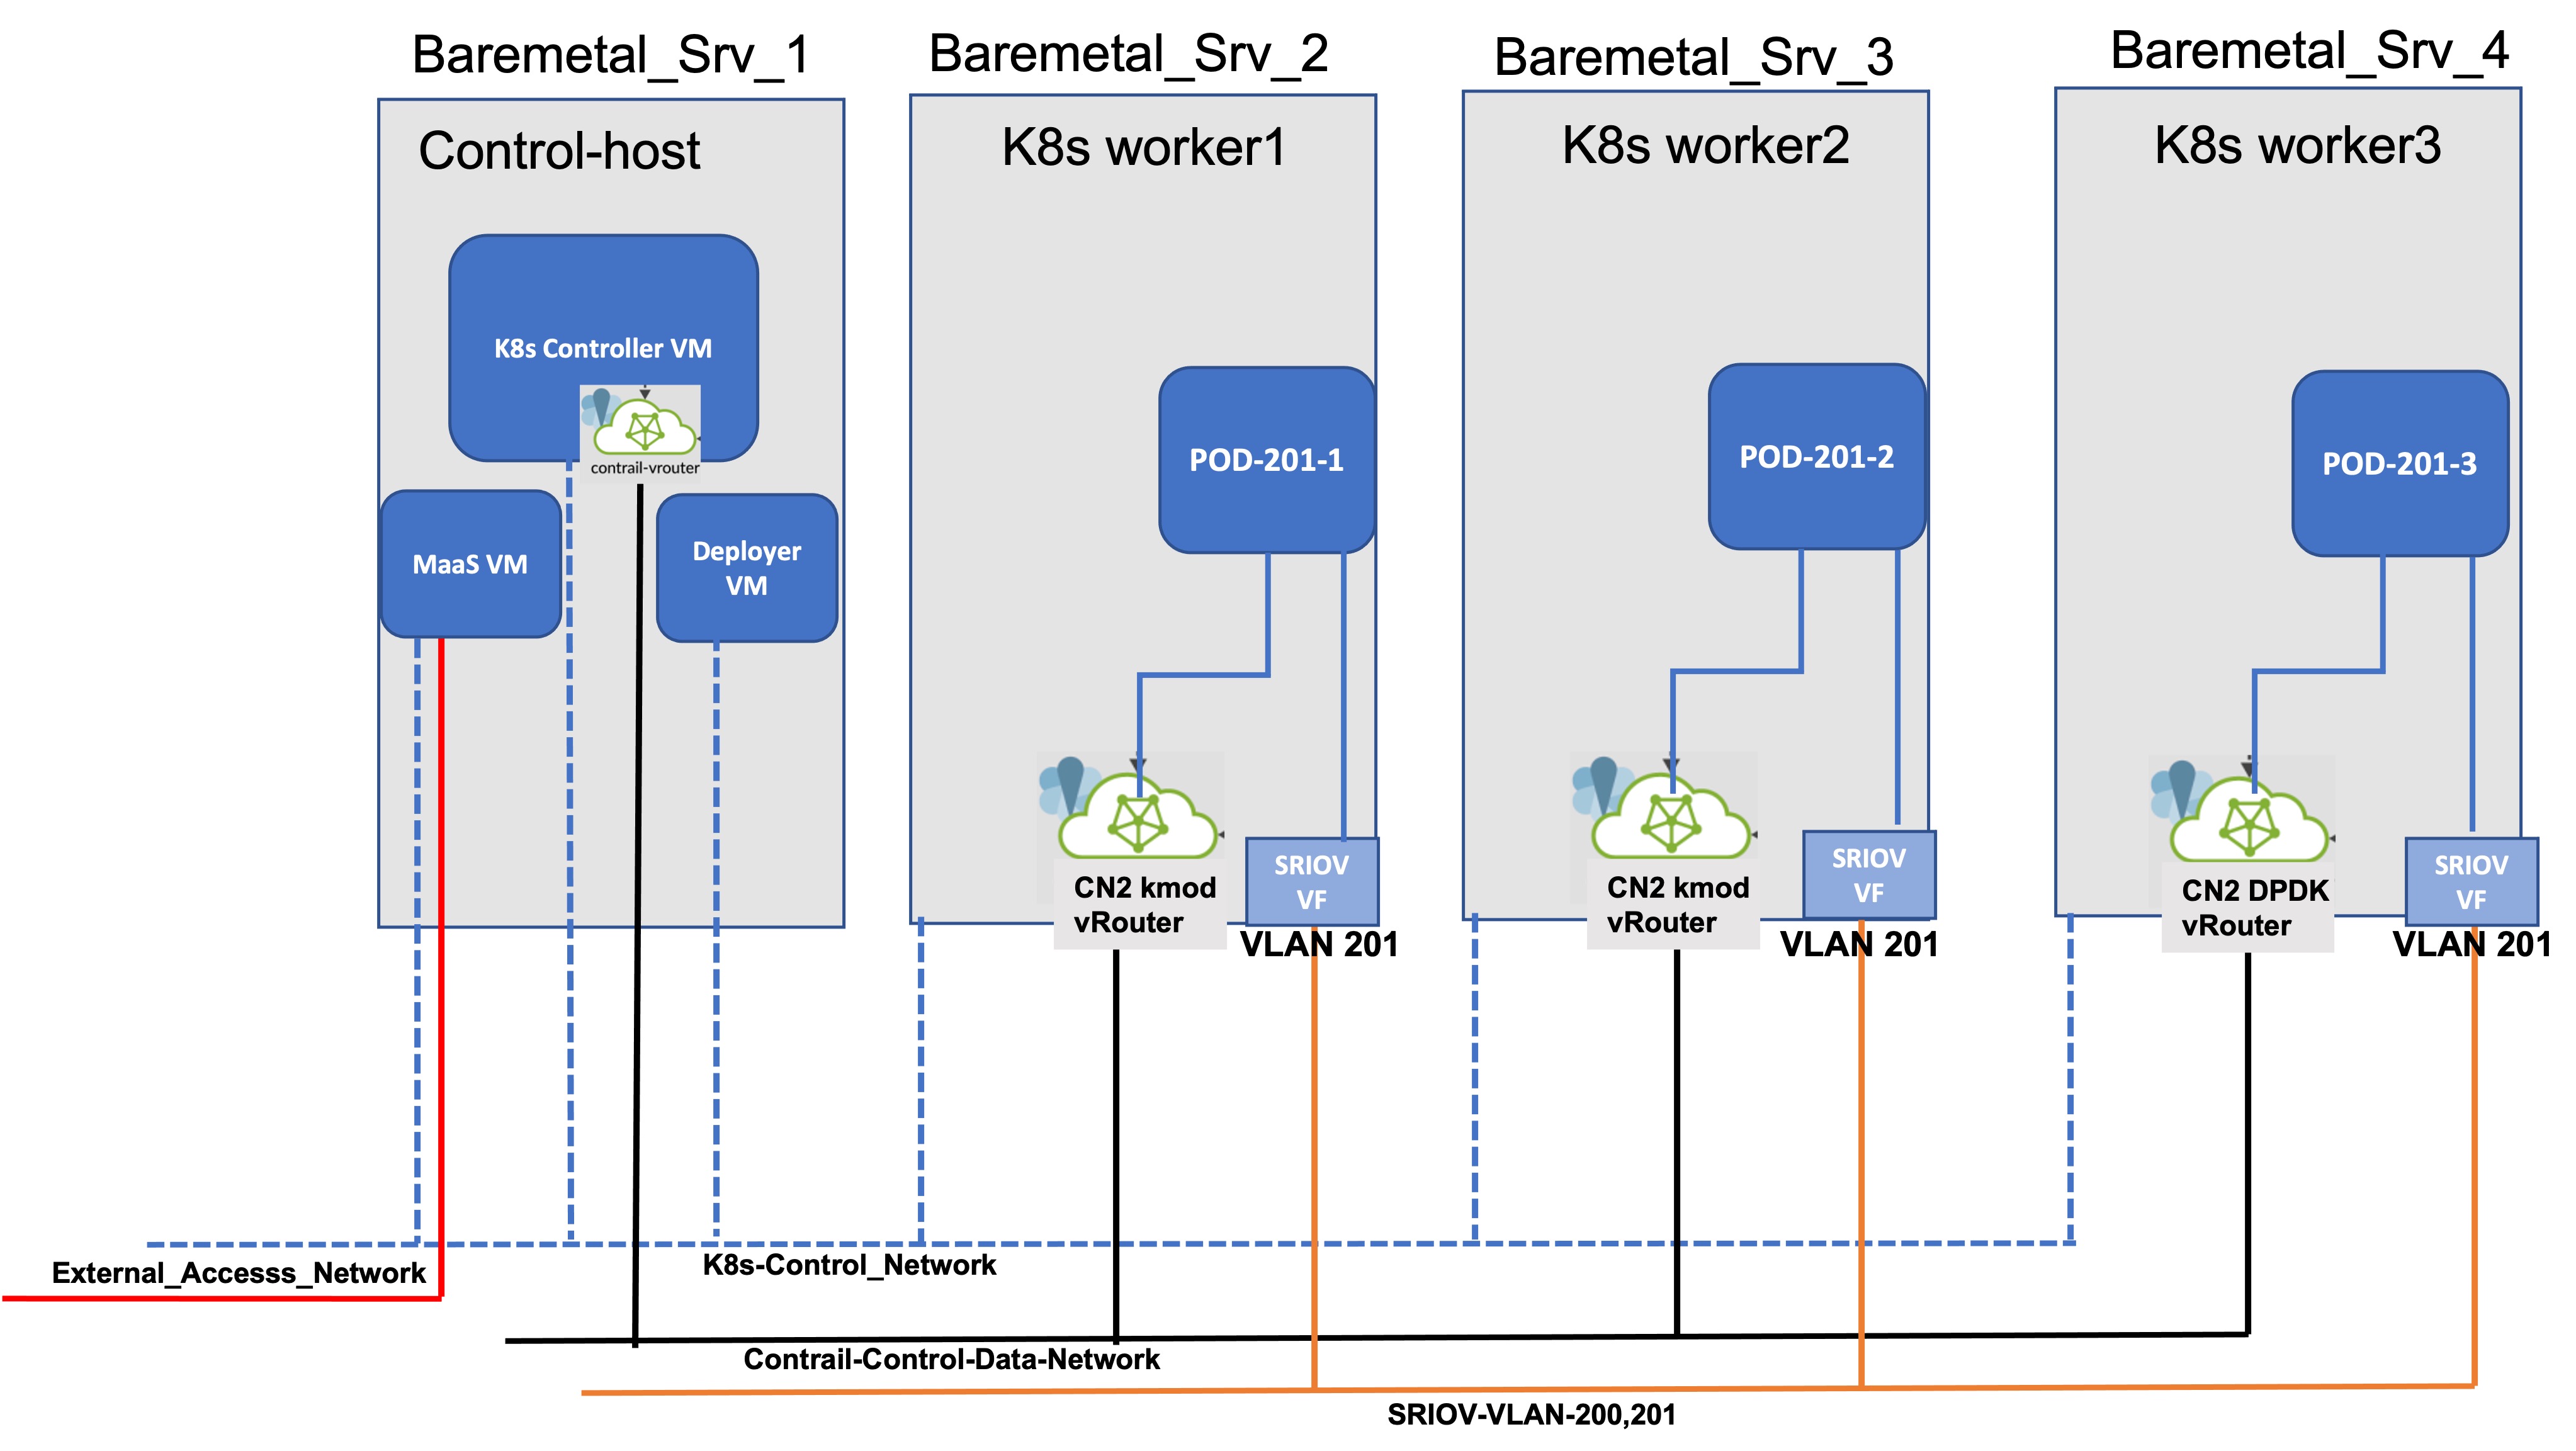 Baremetal_Srv_1
Baremetal_Srv_2
Baremetal_Srv_3
Baremetal_Srv_4
Control-host
K8s worker1
K8s worker2
K8s worker3
K8s Controller VM
contrail-vrouter
MaaS VM
Deployer
VM
POD-201-1
POD-201-2
POD-201-3
CN2 kmod
vRouter
SRIOV
VF
VLAN 201
CN2 kmod
vRouter
SRIOV
VF
VLAN 201
CN2 DPDK
vRouter
SRIOV
VF
VLAN 201
External_Accesss_Network
K8s-Control_Network
Contrail-Control-Data-Network
SRIOV-VLAN-200,201